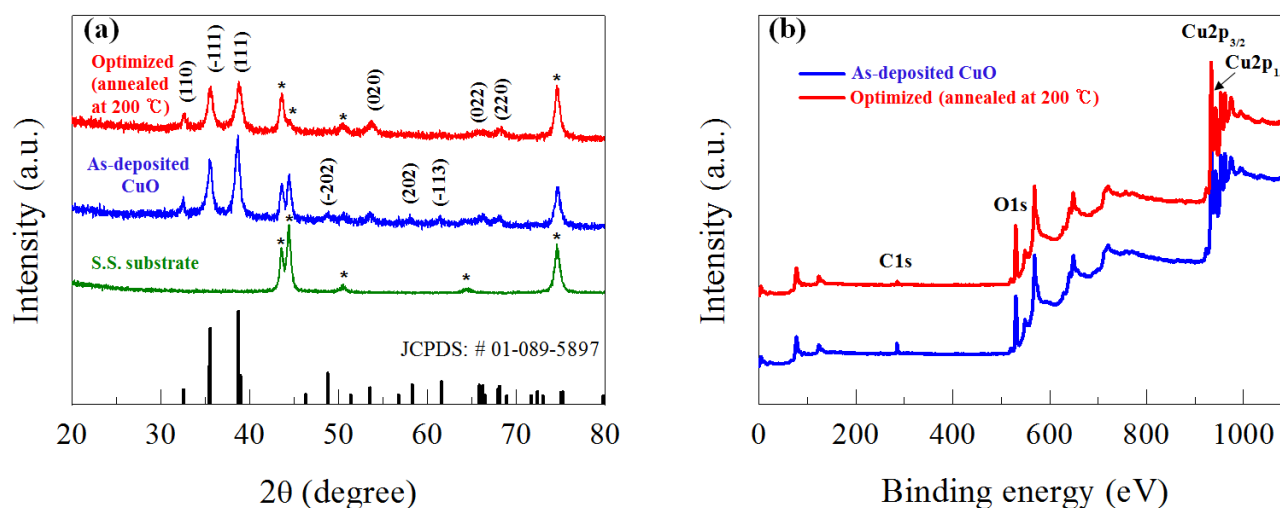 (a)
Optimized
(annealed
at 200 ℃)
(110)
(-111)
(111)
*
*
*
(020)
(022)
(220)
*
As-deposited
CuO
(-202)
(202)
(-113)
S.S. substrate
*
*
*
*
*
JCPDS: # 01-089-5897
20 30 40 50 60 70 80
2θ (degree)
Intensity (a.u.)
(b)
As-deposited CuO
Optimized (annealed at 200 ℃)
Cu2p3/2
Cu2p1
O1s
C1s
0 200 400 600 800 1000
Binding energy (eV)
Intensity (a.u.)